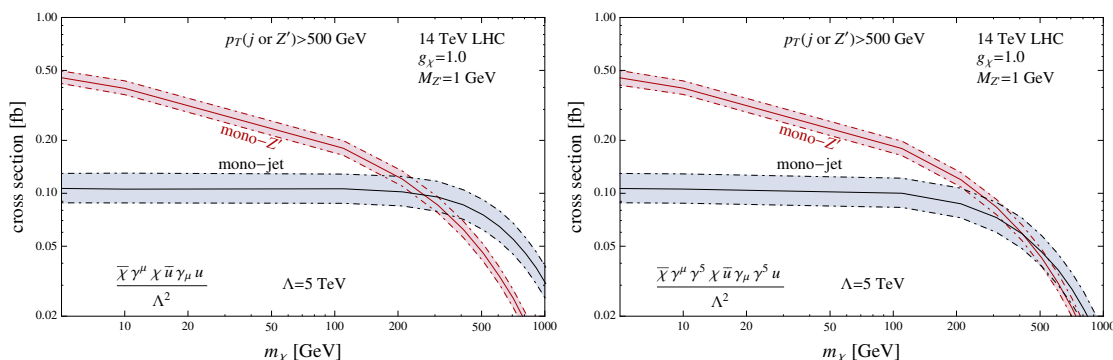 1.00
0.50
0.20
0.10
0.05
0.02
cross section [fb]
p_T(j or Z′)>500 GeV
14 TeV LHC
g_χ=1.0
M_Z′=1 GeV
mono-Z′
mono-jet
χ̄ γ^μ χ ū γ_μ u
Λ²
Λ=5 TeV
10
20
50
100
200
500
1000
m_χ [GeV]
1.00
0.50
0.20
0.10
0.05
0.02
cross section [fb]
p_T(j or Z′)>500 GeV
14 TeV LHC
g_χ=1.0
M_Z′=1 GeV
mono-Z′
mono-jet
χ̄ γ^μ γ^5 χ ū γ_μ γ^5 u
Λ²
Λ=5 TeV
10
20
50
100
200
500
1000
m_χ [GeV]